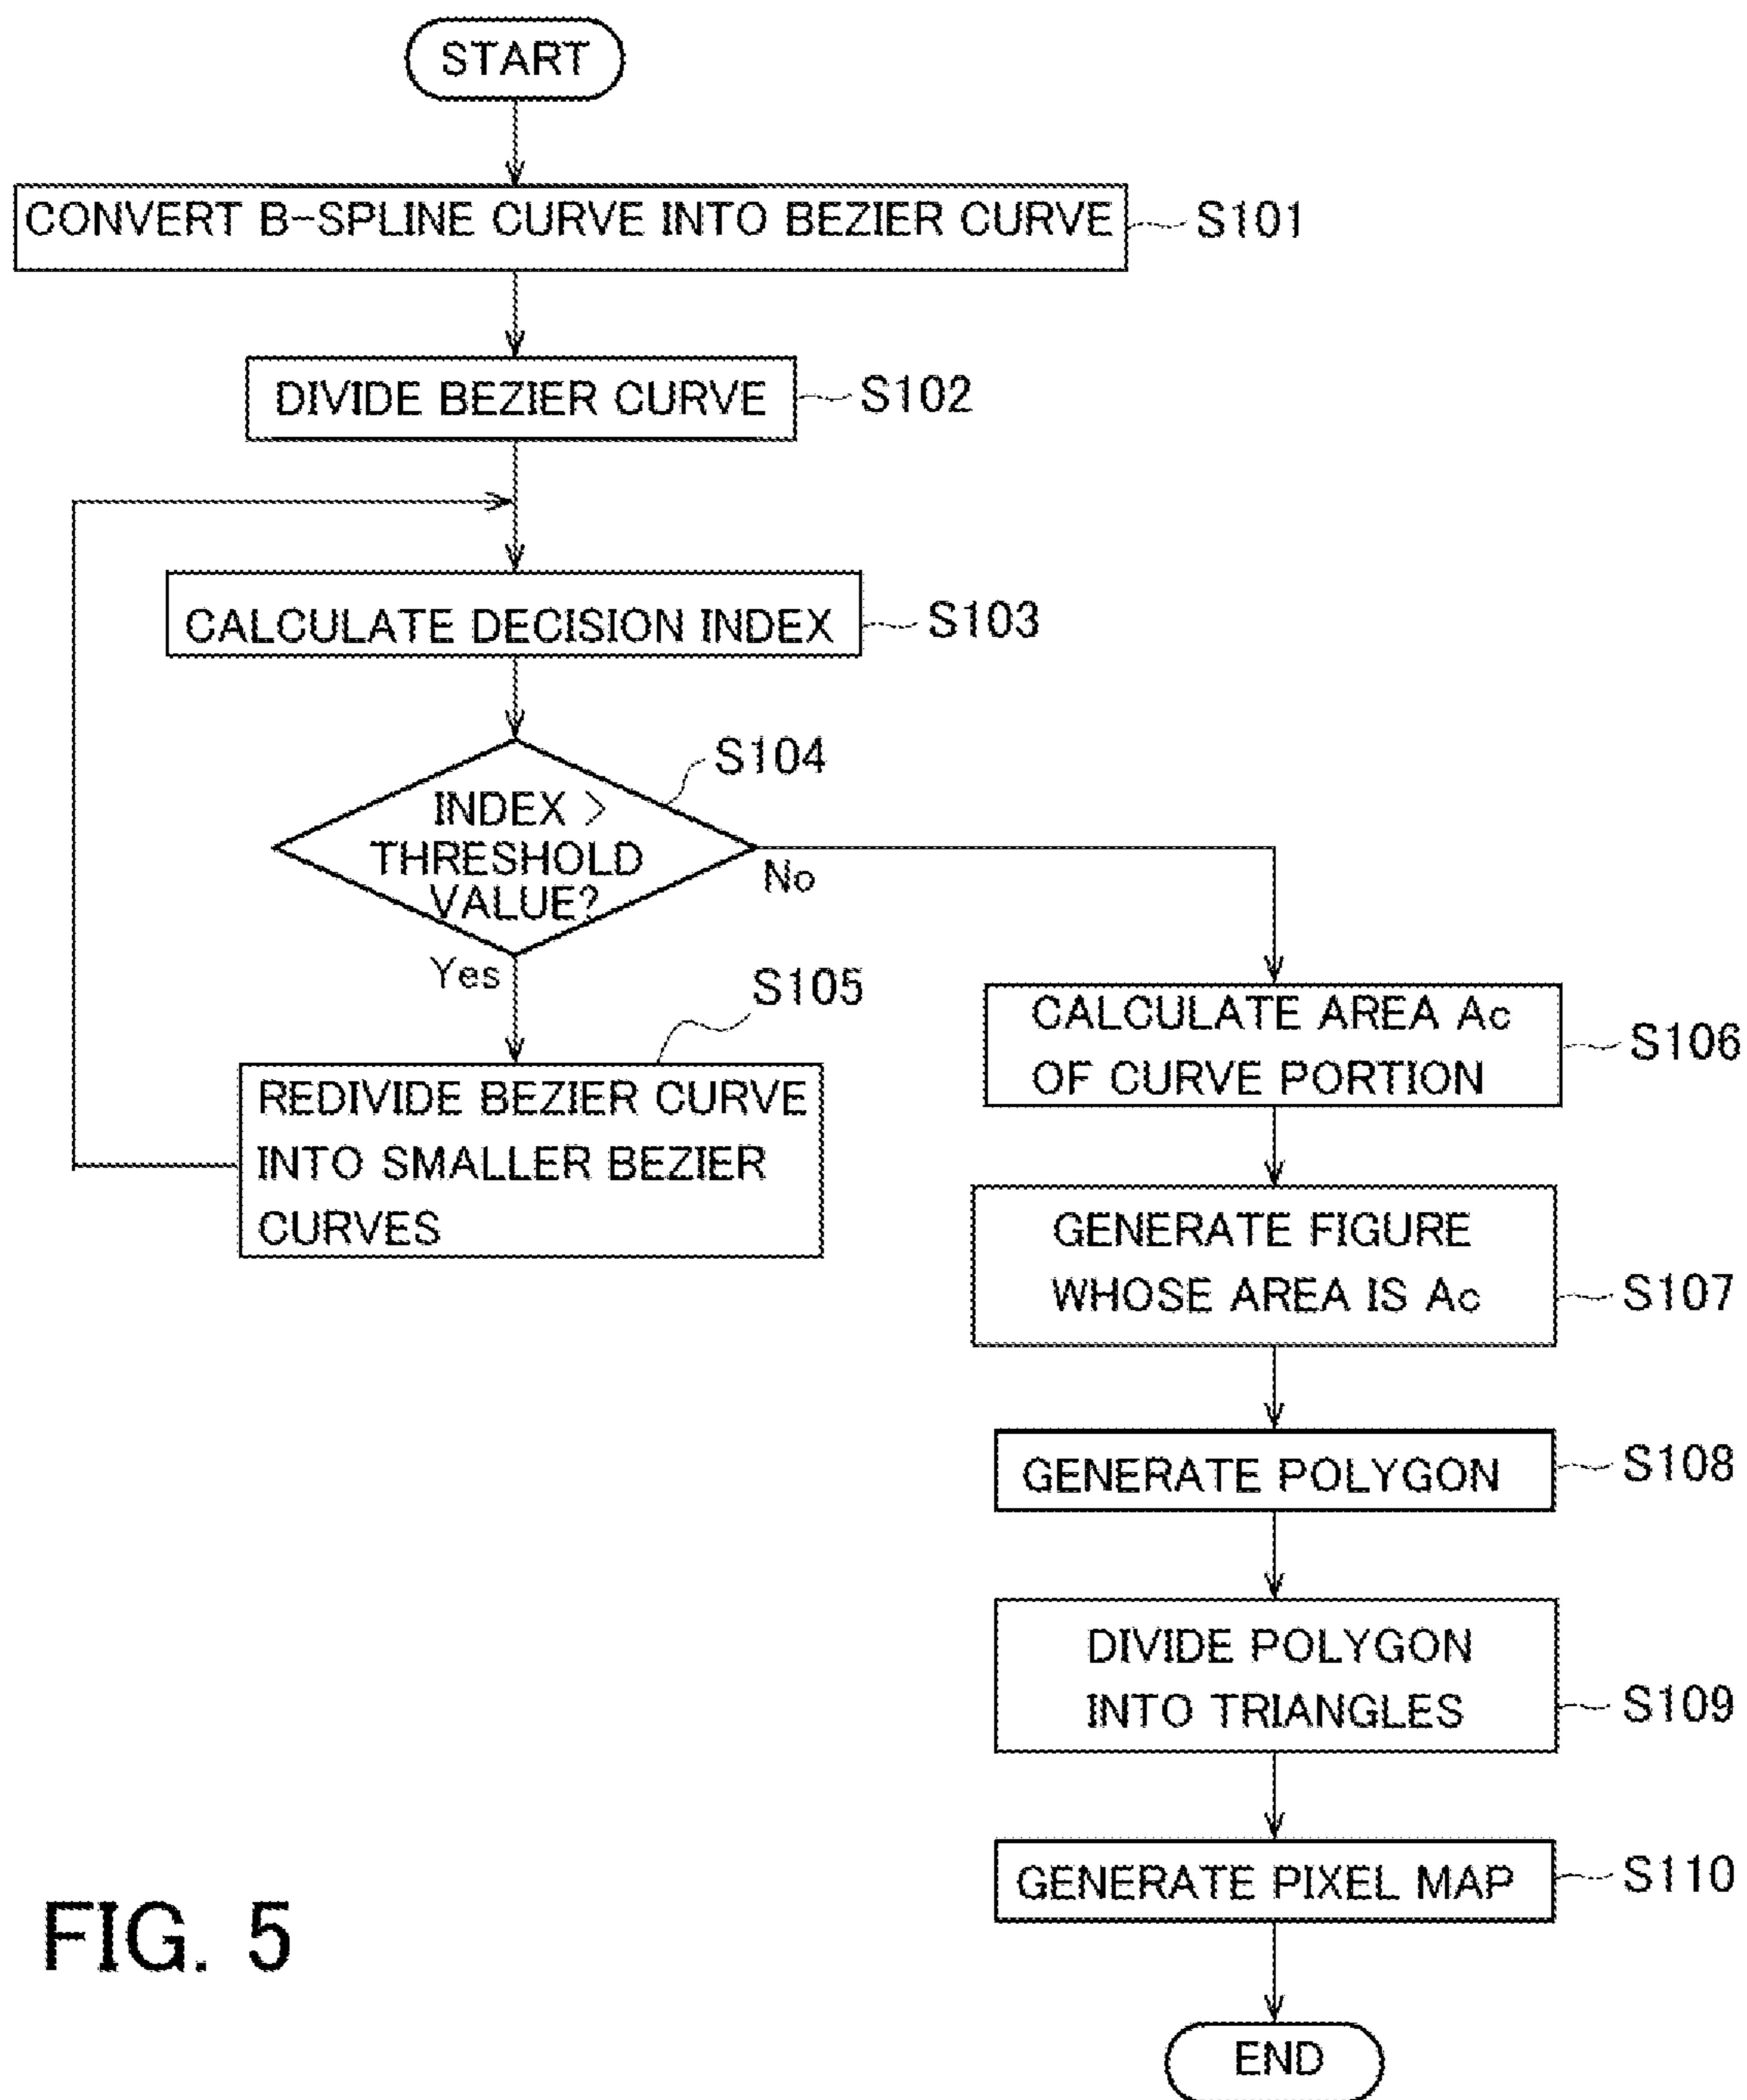 START
CONVERT B-SPLINE CURVE INTO BEZIER CURVE
S101
DIVIDE BEZIER CURVE
S102
CALCULATE DECISION INDEX
S103
S104
INDEX >
THRESHOLD
VALUE?
No
Yes
S105
REDIVIDE BEZIER CURVE
INTO SMALLER BEZIER
CURVES
CALCULATE AREA Ac
OF CURVE PORTION
S106
GENERATE FIGURE
WHOSE AREA IS Ac
S107
GENERATE POLYGON
S108
DIVIDE POLYGON
INTO TRIANGLES
S109
GENERATE PIXEL MAP
S110
END
FIG. 5